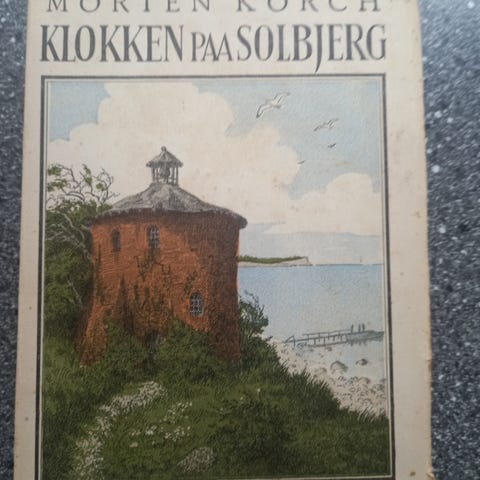 MORTEN KORCH
KLOKKEN PAA SOLBJERG